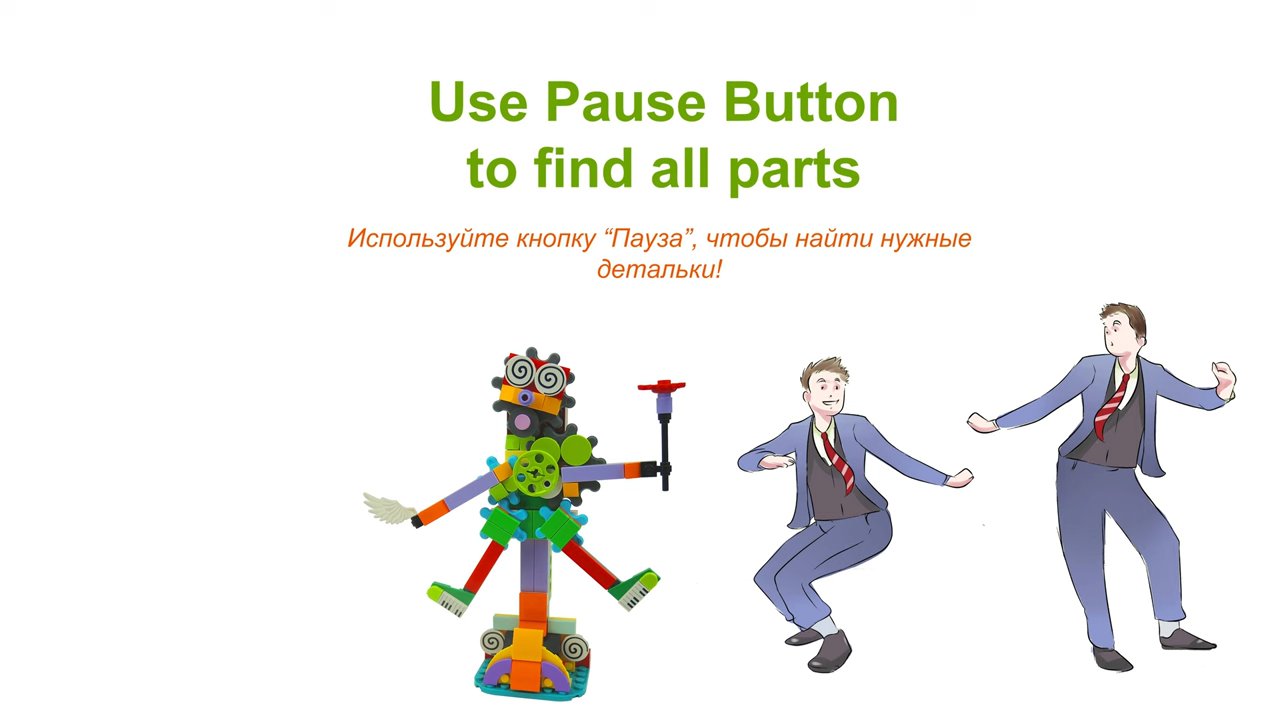 Use Pause Button
to find all parts
Используйте кнопку “Пауза”, чтобы найти нужные
детальки!